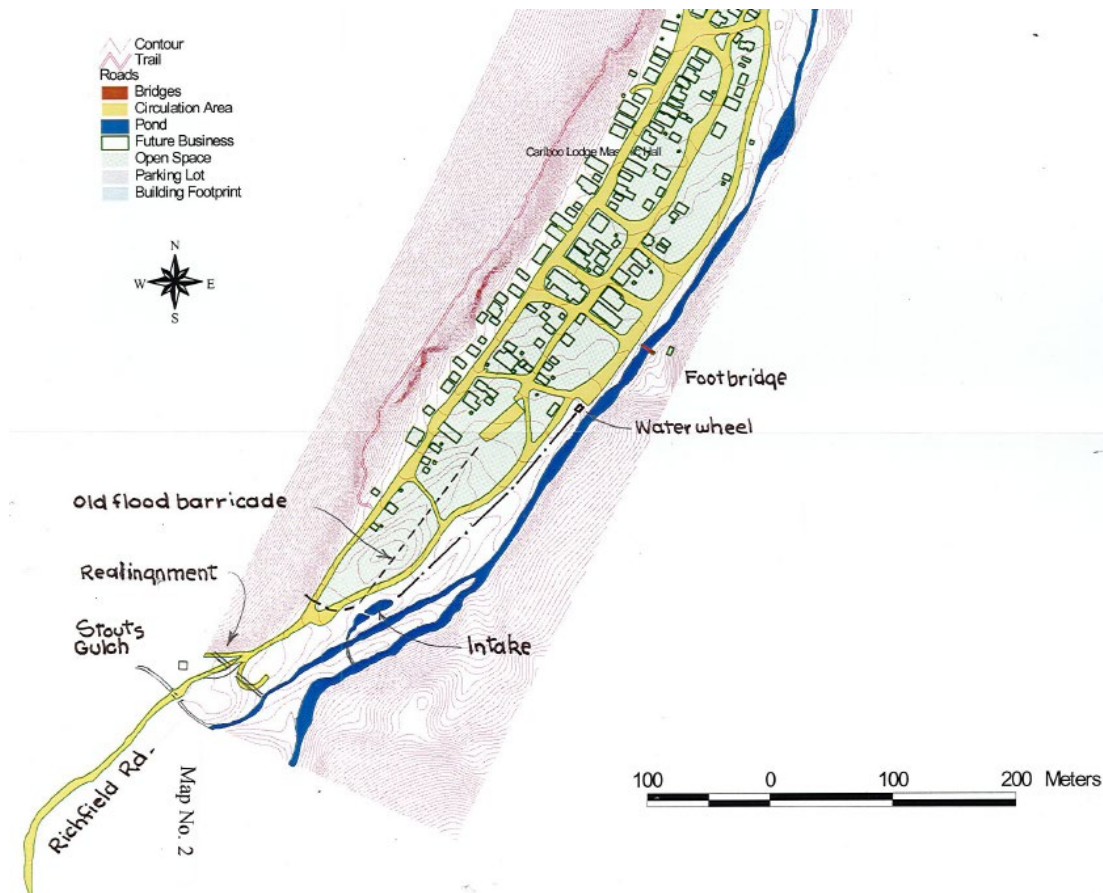 Contour
Trail
Roads
Bridges
Circulation Area
Pond
Future Business
Open Space
Parking Lot
Building Footprint
N
W E
S
Cariboo Lodge Masonic Hall
Footbridge
Waterwheel
Old flood barricade
Realingnment
Stouts
Gulch
Intake
Richfield Rd.
Map No. 2
100 0 100 200 Meters